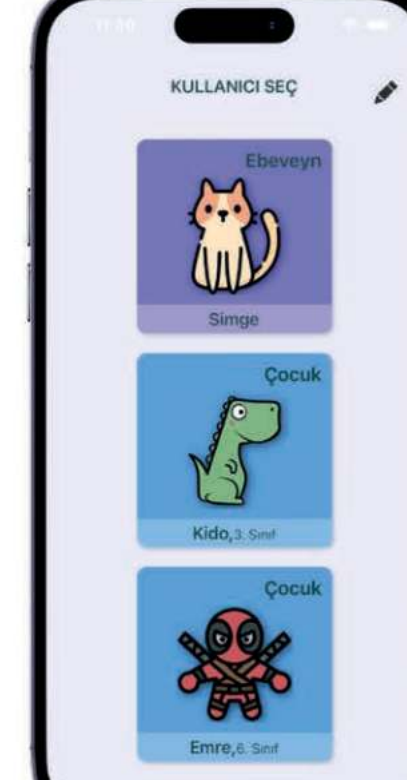 KULLANICI SEÇ
Ebeveyn
Simge
Çocuk
Kido,3. Sınıf
Çocuk
Emre,6. Sınıf